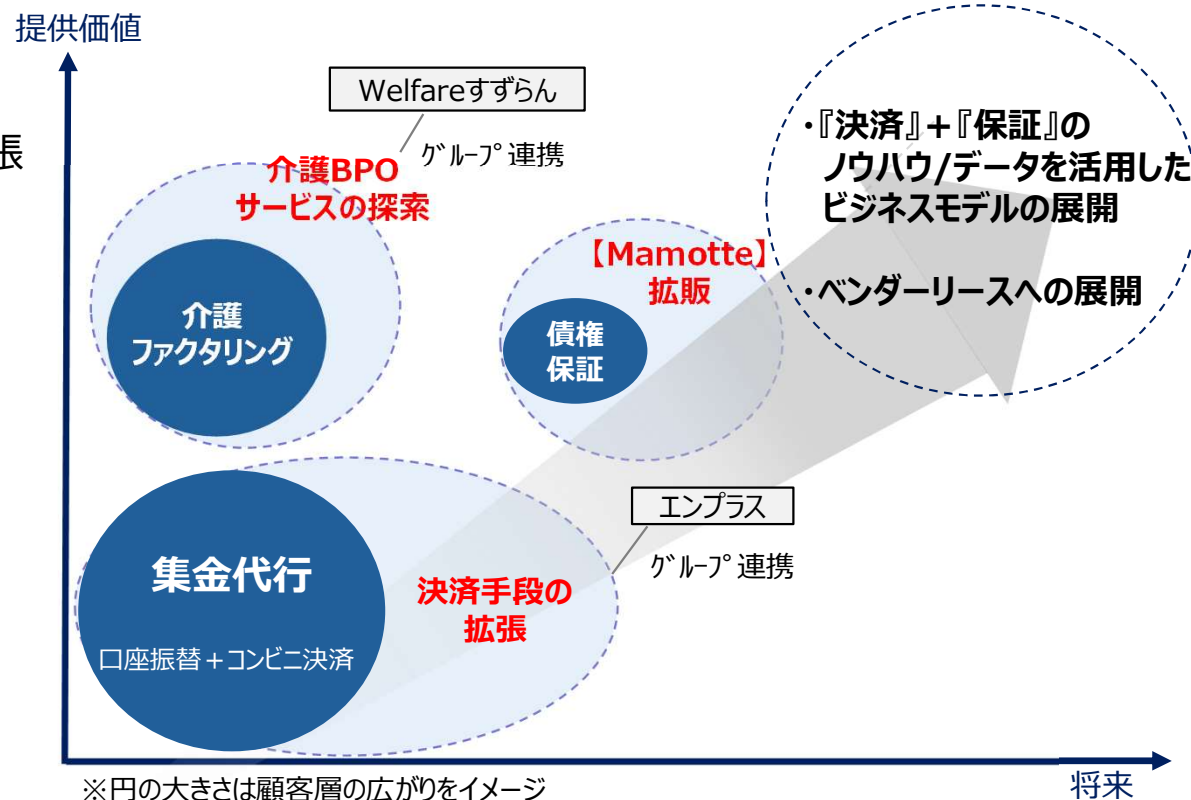 提供価値
張
Welfareすずらん
グループ連携
介護BPO
サービスの探索
介護
ファクタリング
【Mamotte】
拡販
債権
保証
・『決済』+『保証』の
ノウハウ/データを活用した
ビジネスモデルの展開
・ベンダーリースへの展開
エンプラス
グループ連携
集金代行
口座振替+コンビニ決済
決済手段の
拡張
※円の大きさは顧客層の広がりをイメージ
将来